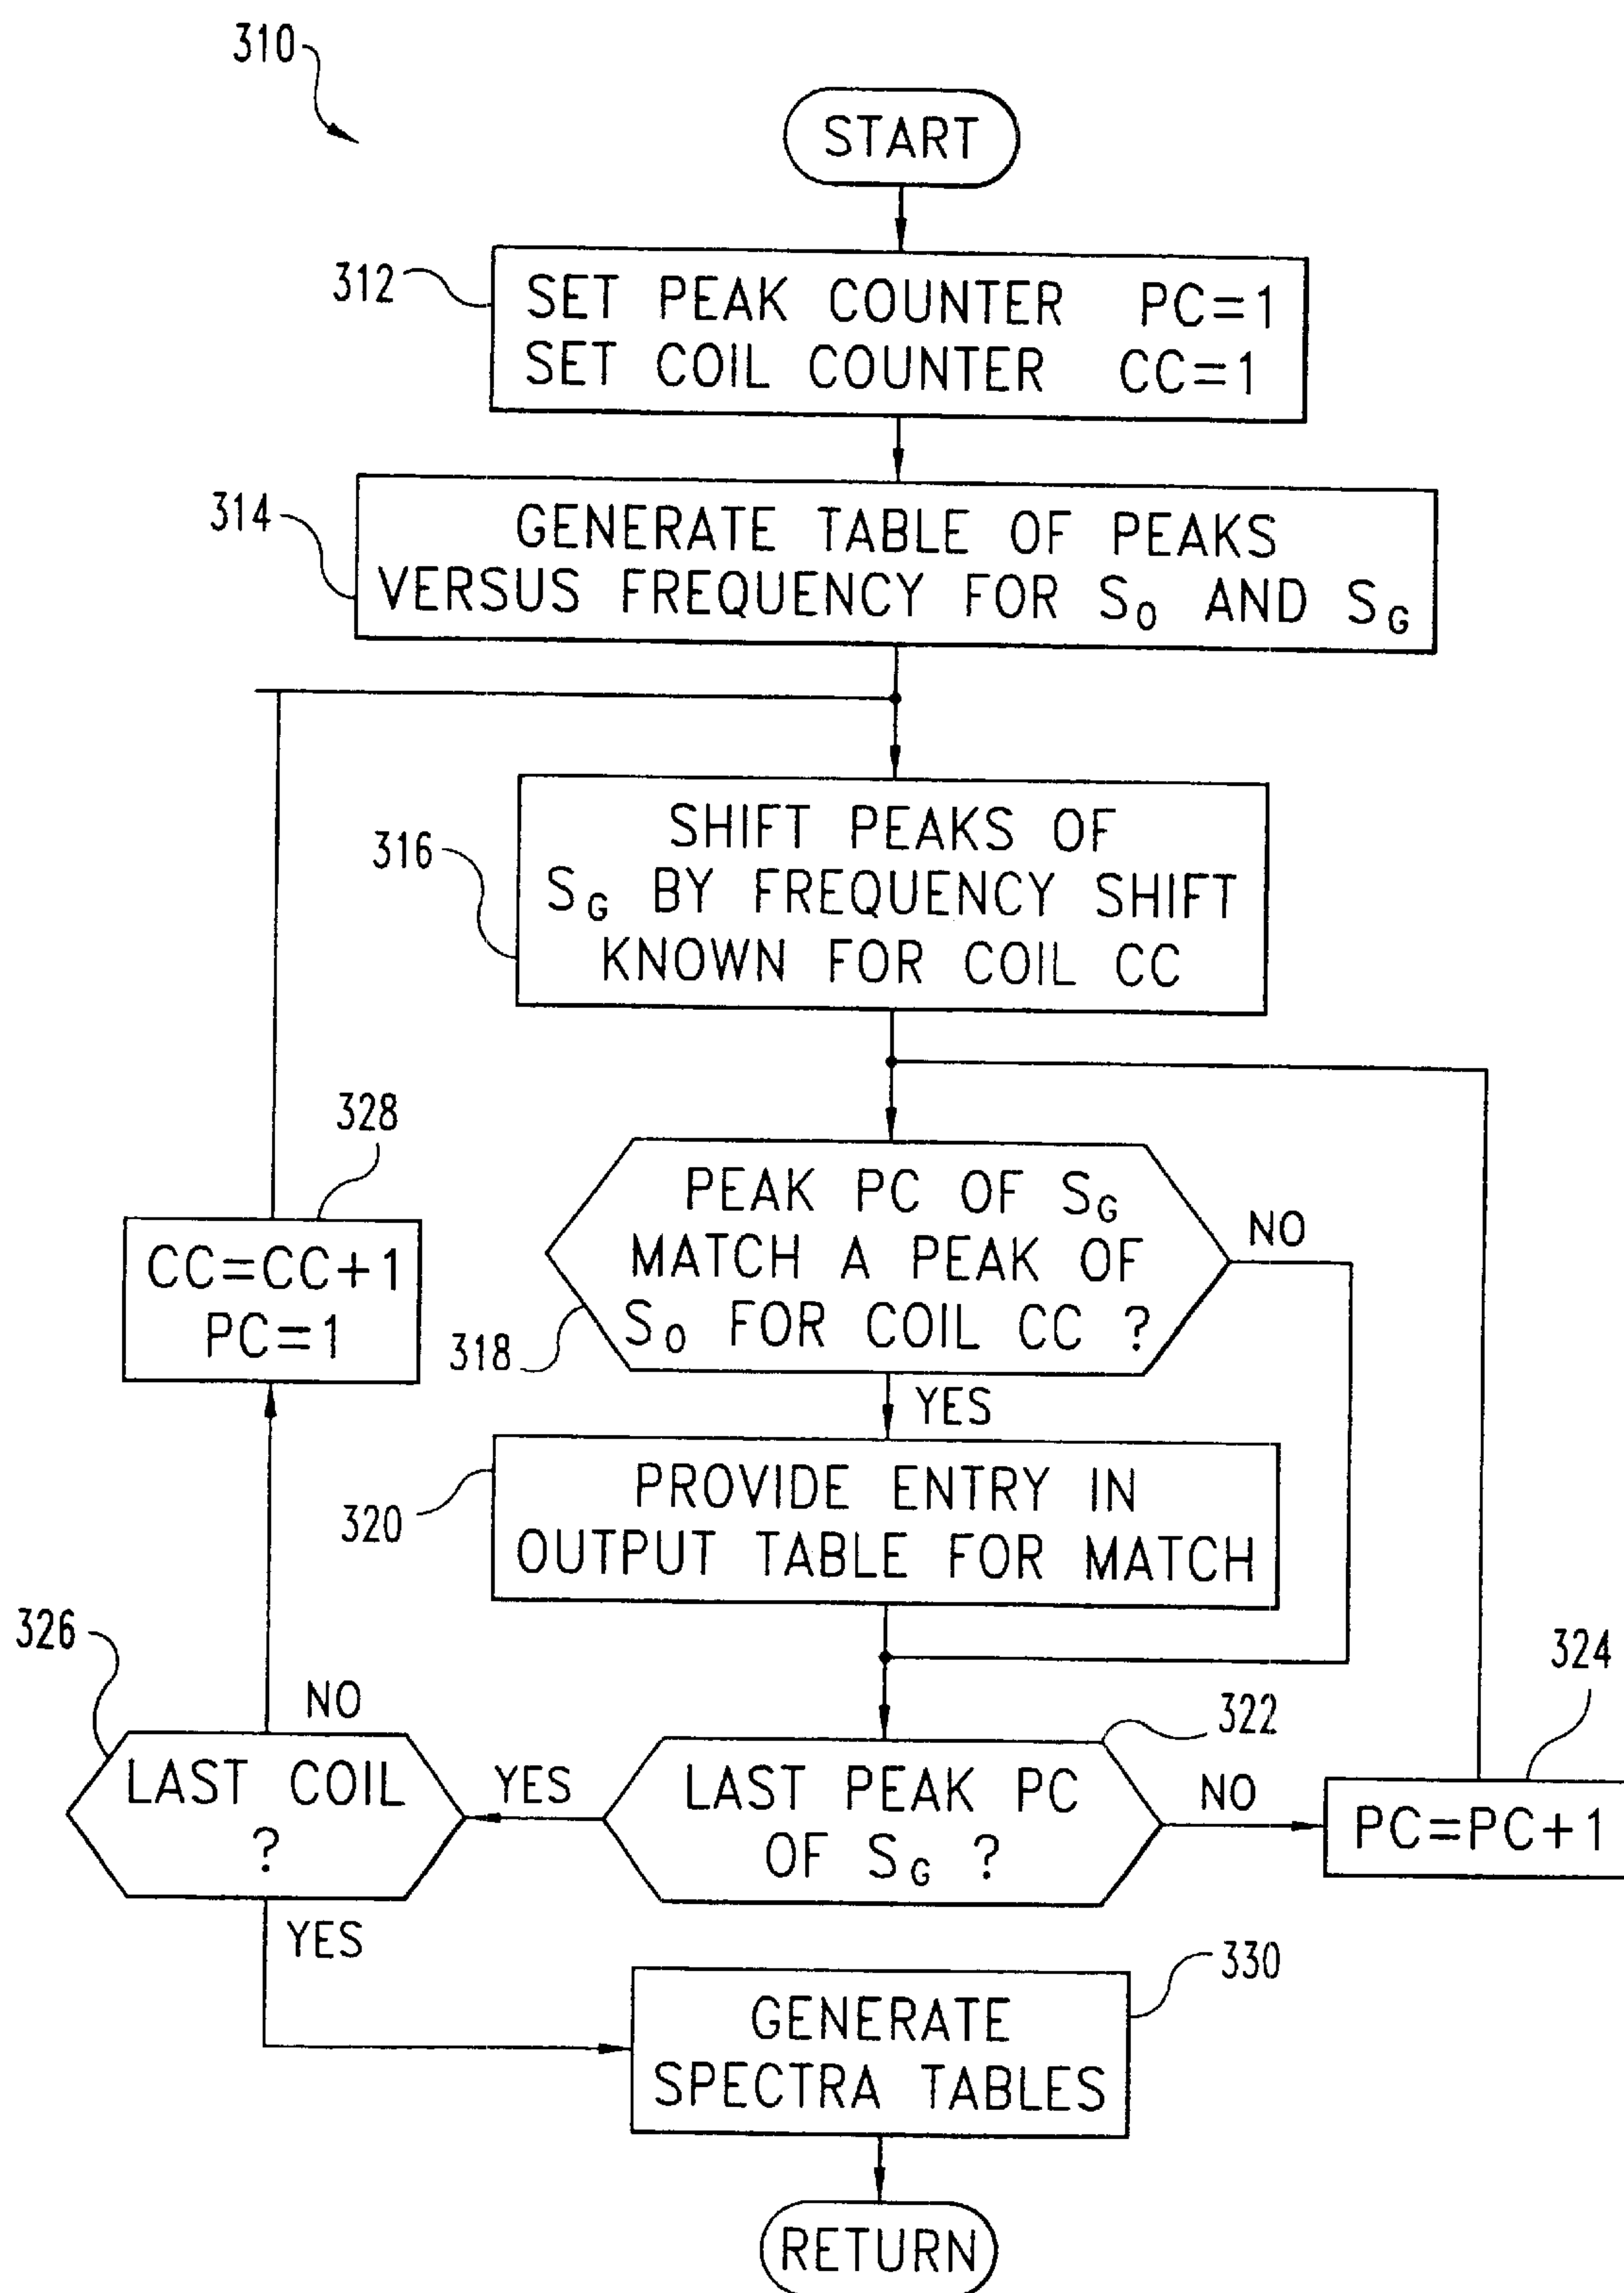 310
START
312
SET PEAK COUNTER PC=1
SET COIL COUNTER CC=1
314
GENERATE TABLE OF PEAKS
VERSUS FREQUENCY FOR S₀ AND S_G
316
SHIFT PEAKS OF
S_G BY FREQUENCY SHIFT
KNOWN FOR COIL CC
328
CC=CC+1
PC=1
318
PEAK PC OF S_G
MATCH A PEAK OF
S₀ FOR COIL CC ?
NO
YES
320
PROVIDE ENTRY IN
OUTPUT TABLE FOR MATCH
326
NO
LAST COIL
?
YES
322
LAST PEAK PC
OF S_G ?
NO
324
PC=PC+1
YES
330
GENERATE
SPECTRA TABLES
RETURN